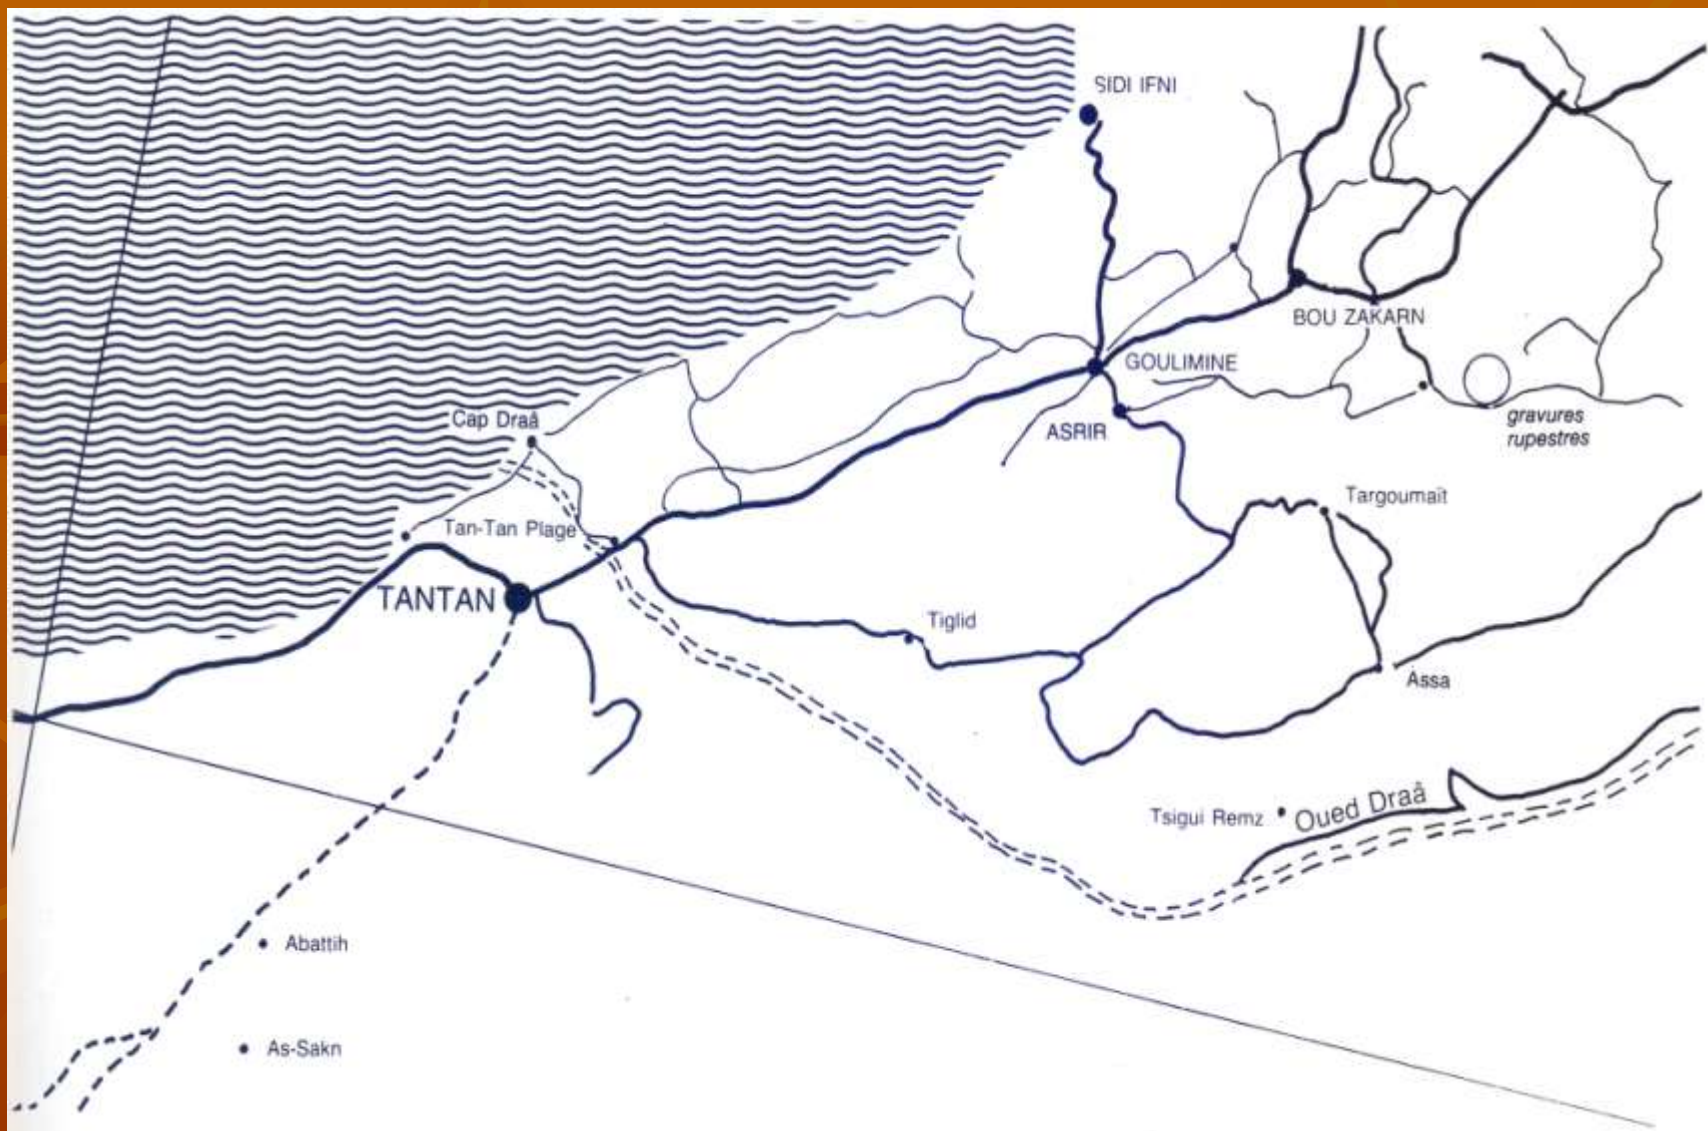 SIDI IFNI
BOU ZAKARN
GOULIMINE
Cap Draâ
gravures
rupestres
ASRIR
Targoumaït
Tan-Tan Plage
TANTAN
Tiglid
Assa
Tsigui Remz
Oued Draâ
Abattih
As-Sakn